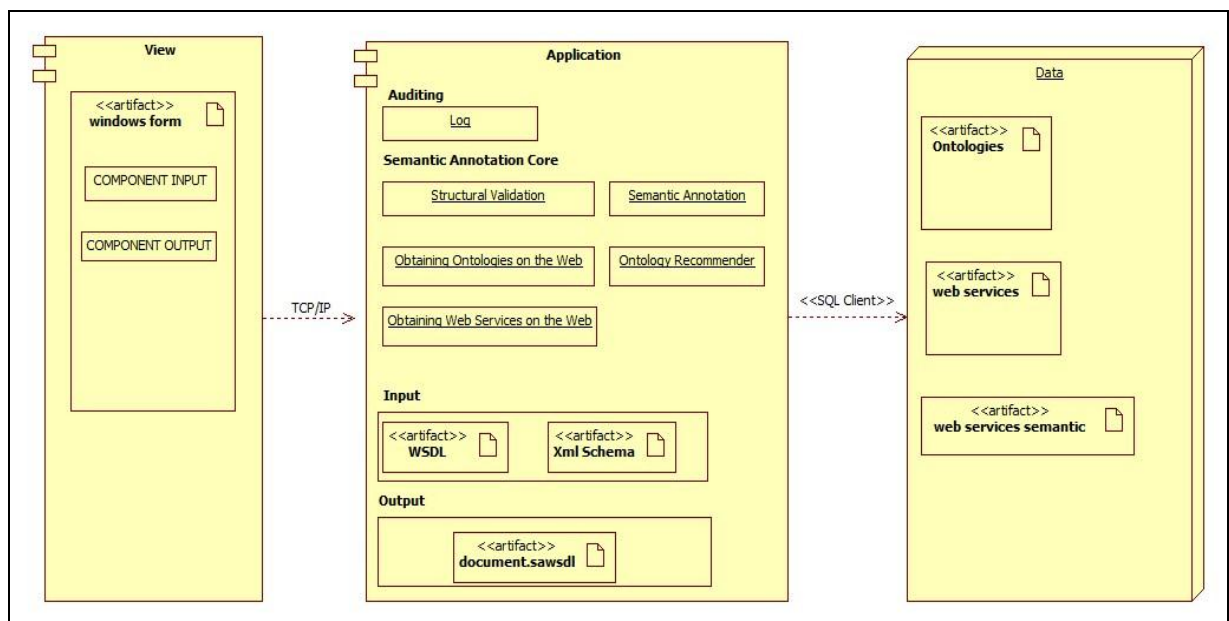 View
<<artifact>>
windows form
COMPONENT INPUT
COMPONENT OUTPUT
TCP/IP
Application
Auditing
Log
Semantic Annotation Core
Structural Validation
Semantic Annotation
Obtaining Ontologies on the Web
Ontology Recommender
Obtaining Web Services on the Web
Input
<<artifact>>
WSDL
<<artifact>>
Xml Schema
Output
<<artifact>>
document.sawsdl
<<SQL Client>>
Data
<<artifact>>
Ontologies
<<artifact>>
web services
<<artifact>>
web services semantic